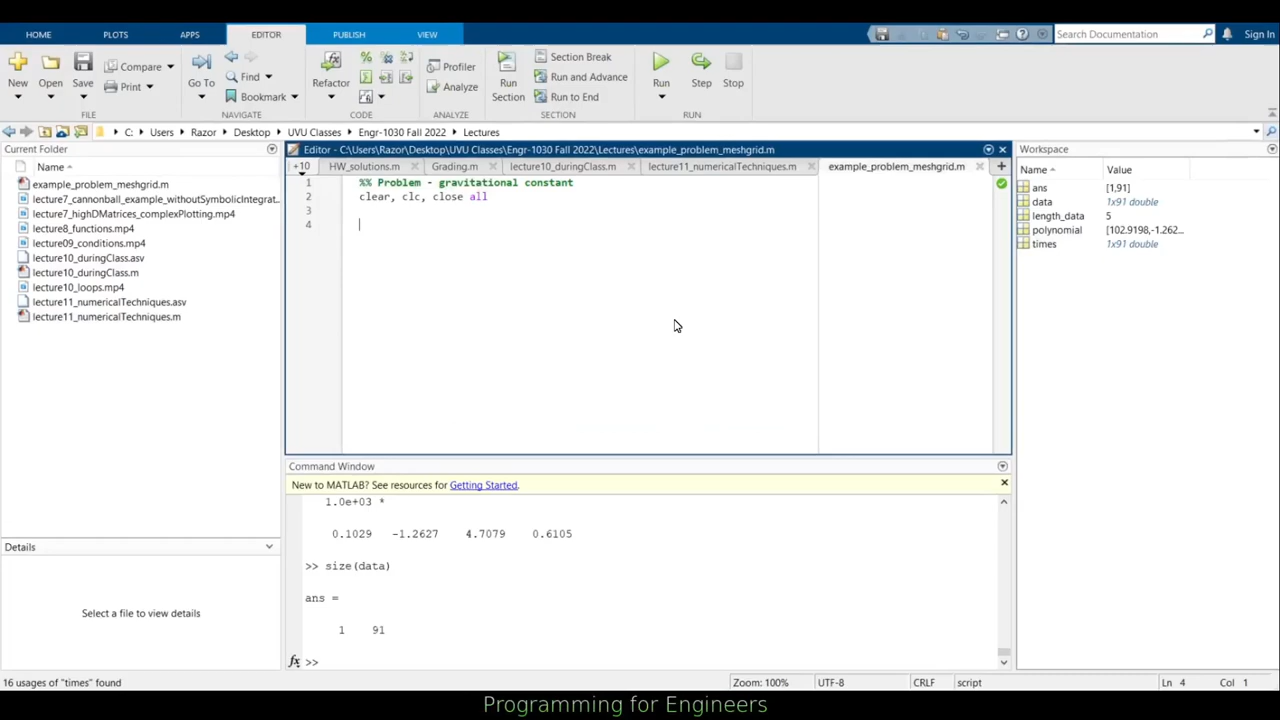 HOME PLOTS APPS EDITOR PUBLISH VIEW Search Documentation Sign In
New Open Save Compare Print Go To Find Bookmark Refactor Profiler Analyze Run Section Section Break Run and Advance Run to End Run Step Stop
FILE NAVIGATE CODE ANALYZE SECTION RUN
C: Users Razor Desktop UVU Classes Engr-1030 Fall 2022 Lectures
Current Folder
Name
example_problem_meshgrid.m
lecture7_cannonball_example_withoutSymbolicIntegrat...
lecture7_highDMatrices_complexPlotting.mp4
lecture8_functions.mp4
lecture09_conditions.mp4
lecture10_duringClass.asv
lecture10_duringClass.m
lecture10_loops.mp4
lecture11_numericalTechniques.asv
lecture11_numericalTechniques.m
Details
Select a file to view details
Editor - C:\Users\Razor\Desktop\UVU Classes\Engr-1030 Fall 2022\Lectures\example_problem_meshgrid.m
+10 HW_solutions.m Grading.m lecture10_duringClass.m lecture11_numericalTechniques.m example_problem_meshgrid.m
1 %% Problem - gravitational constant
2 clear, clc, close all
3
4
Command Window
New to MATLAB? See resources for Getting Started.
1.0e+03 *
0.1029 -1.2627 4.7079 0.6105
>> size(data)
ans =
1 91
fx >>
Workspace
Name Value
ans [1,91]
data 1x91 double
length_data 5
polynomial [102.9198,-1.262...
times 1x91 double
16 usages of "times" found Zoom: 100% UTF-8 CRLF script Ln 4 Col 1
Programming for Engineers